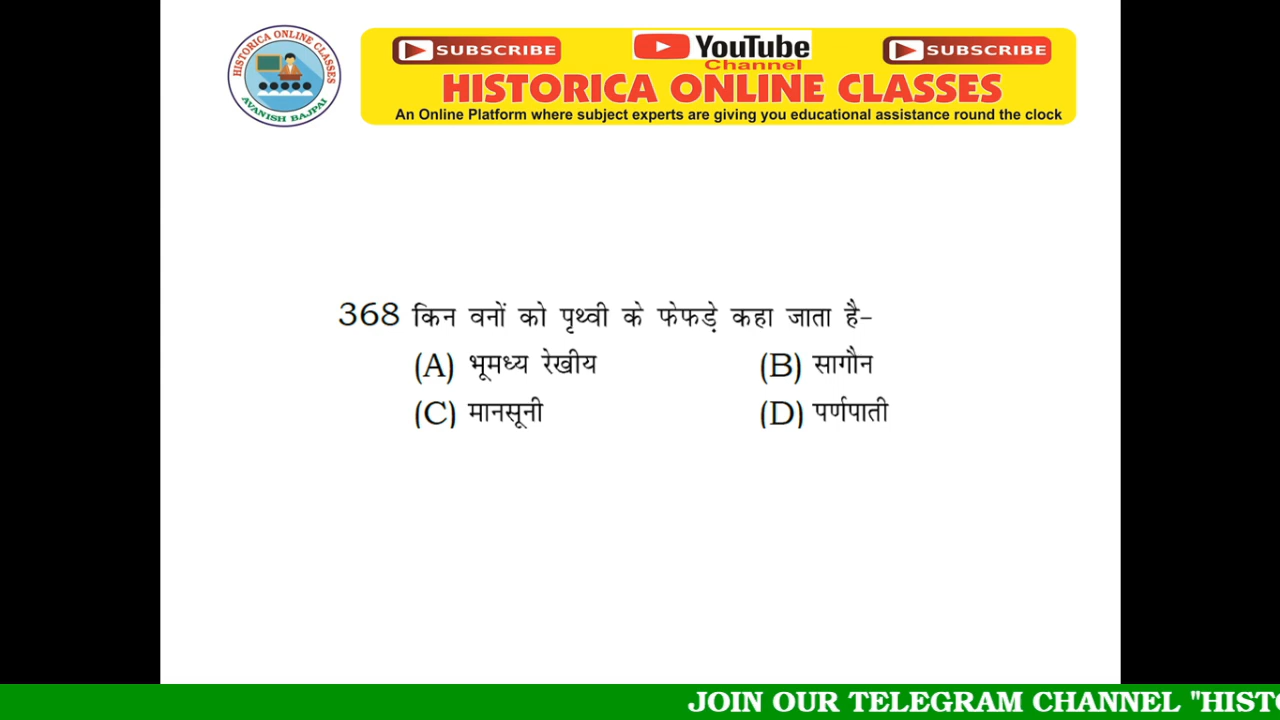 HISTORICA ONLINE CLASSES
AVANISH BAJPAI
SUBSCRIBE
YouTube
Channel
SUBSCRIBE
HISTORICA ONLINE CLASSES
An Online Platform where subject experts are giving you educational assistance round the clock
368 किन वनों को पृथ्वी के फेफड़े कहा जाता है-
(A) भूमध्य रेखीय (B) सागौन
(C) मानसूनी (D) पर्णपाती
JOIN OUR TELEGRAM CHANNEL "HISTO